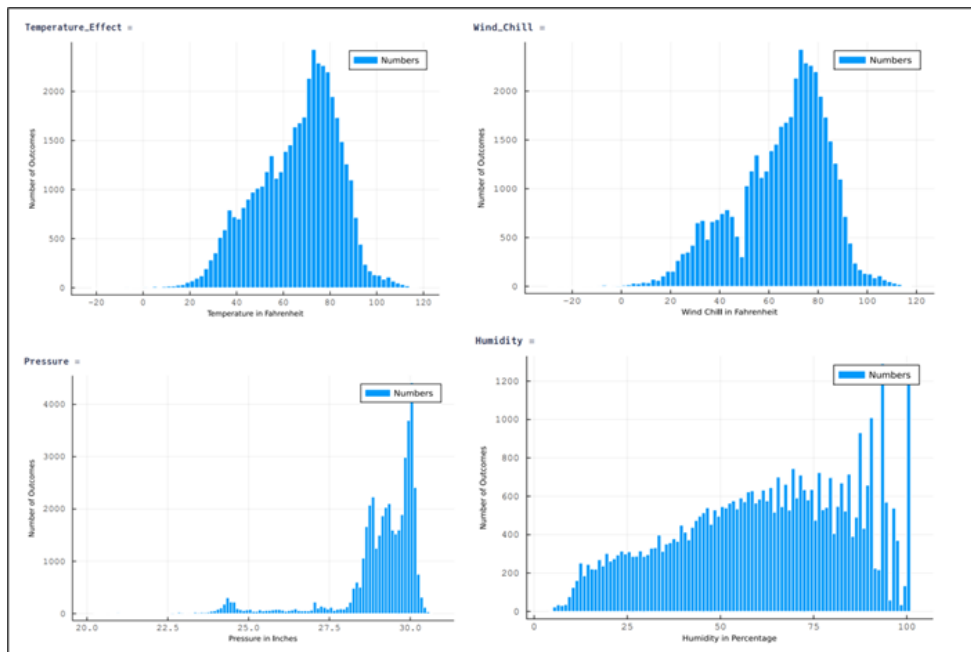 Temperature_Effect =
Numbers
2000
1500
1000
500
0
Number of Outcomes
-20 0 20 40 60 80 100 120
Temperature in Fahrenheit
Wind_Chill =
Numbers
2000
1500
1000
500
0
Number of Outcomes
-20 0 20 40 60 80 100 120
Wind Chill in Fahrenheit
Pressure =
Numbers
4000
3000
2000
1000
0
Number of Outcomes
20.0 22.5 25.0 27.5 30.0
Pressure in Inches
Humidity =
Numbers
1200
1000
800
600
400
200
0
Number of Outcomes
0 25 50 75 100
Humidity in Percentage